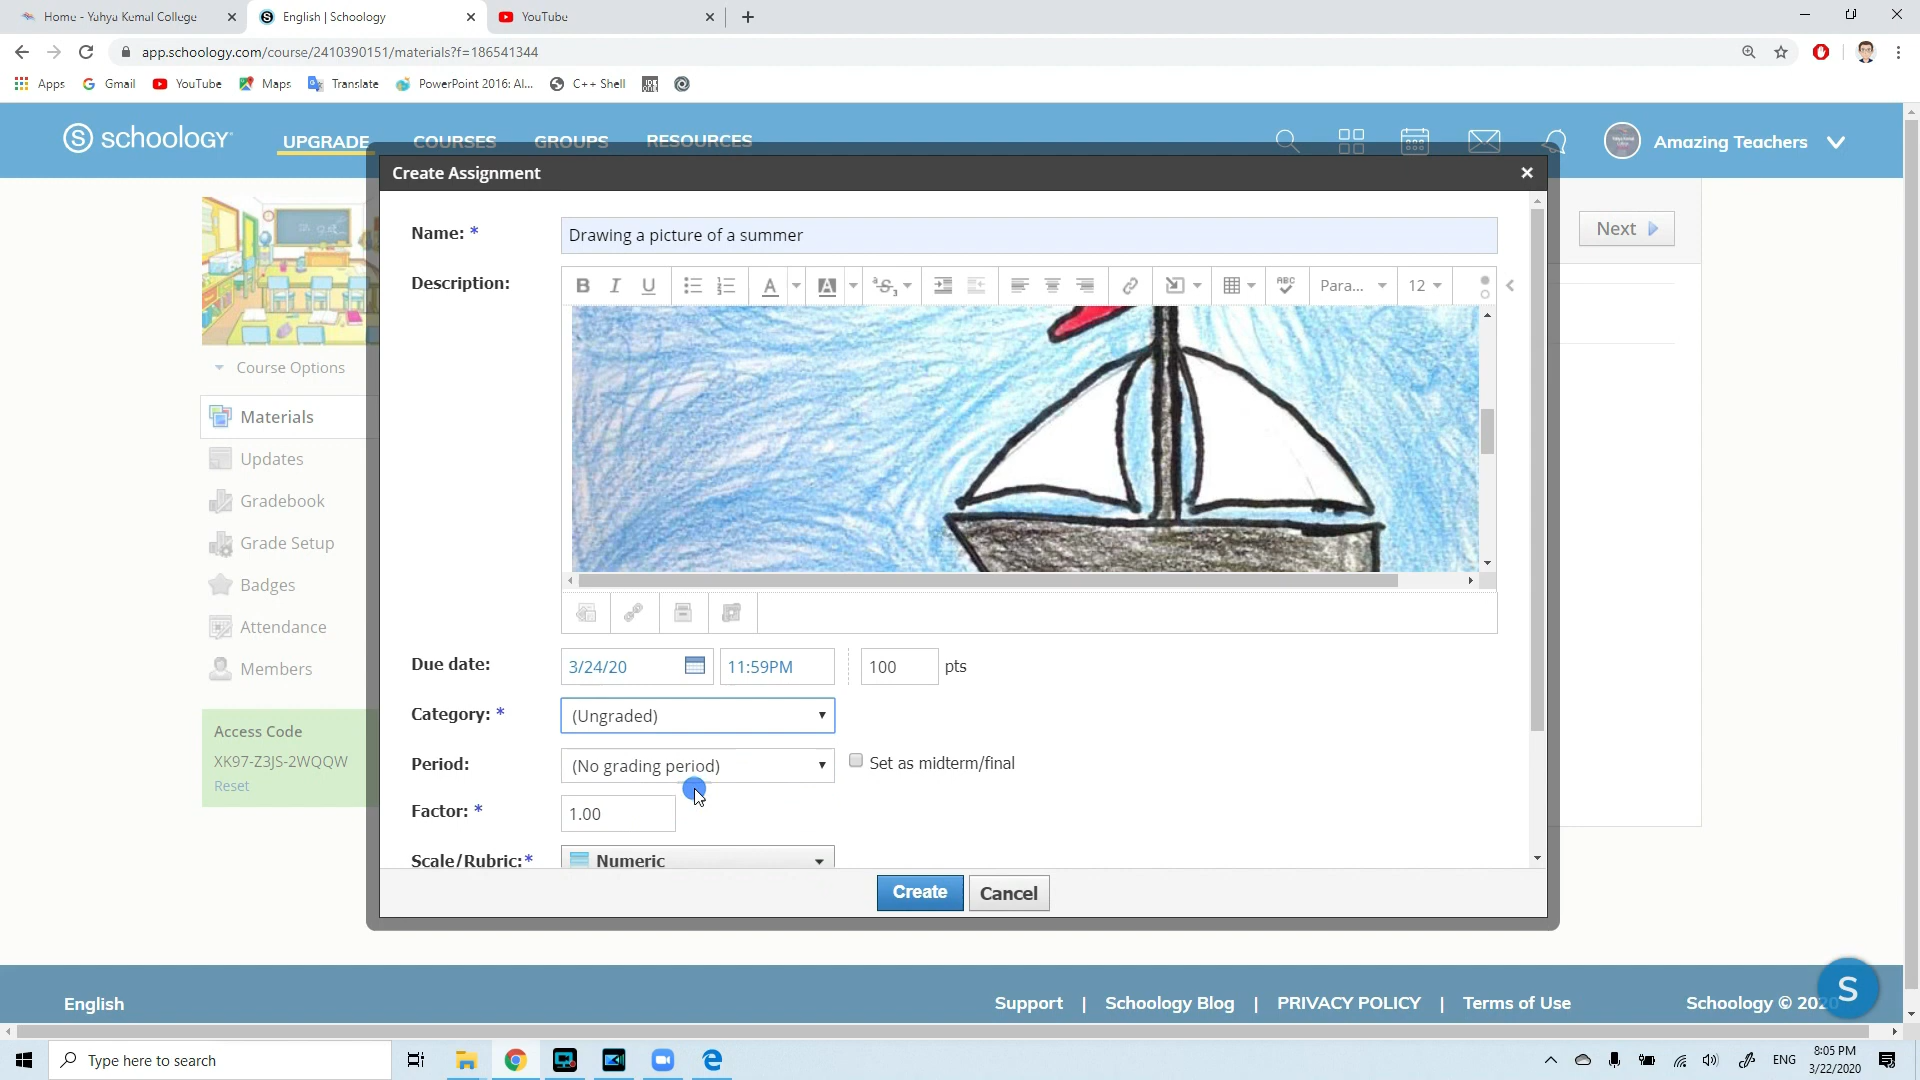 Home - Yahya Kemal College
English | Schoology
YouTube
app.schoology.com/course/2410390151/materials?f=186541344
Apps
Gmail
YouTube
Maps
Translate
PowerPoint 2016: Al...
C++ Shell
schoology
UPGRADE
COURSES
GROUPS
RESOURCES
Amazing Teachers
Create Assignment
Name: *
Drawing a picture of a summer
Next
Description:
B I U
A
A
ABC
Para...
12
Course Options
Materials
Updates
Gradebook
Grade Setup
Badges
Attendance
Members
Access Code
XK97-Z3JS-2WQQW
Reset
Due date:
3/24/20
11:59PM
100
pts
Category: *
(Ungraded)
Period:
(No grading period)
Set as midterm/final
Factor: *
1.00
Scale/Rubric:*
Numeric
Create
Cancel
English
Support | Schoology Blog | PRIVACY POLICY | Terms of Use
Schoology © 202
S
Type here to search
ENG
8:05 PM
3/22/2020